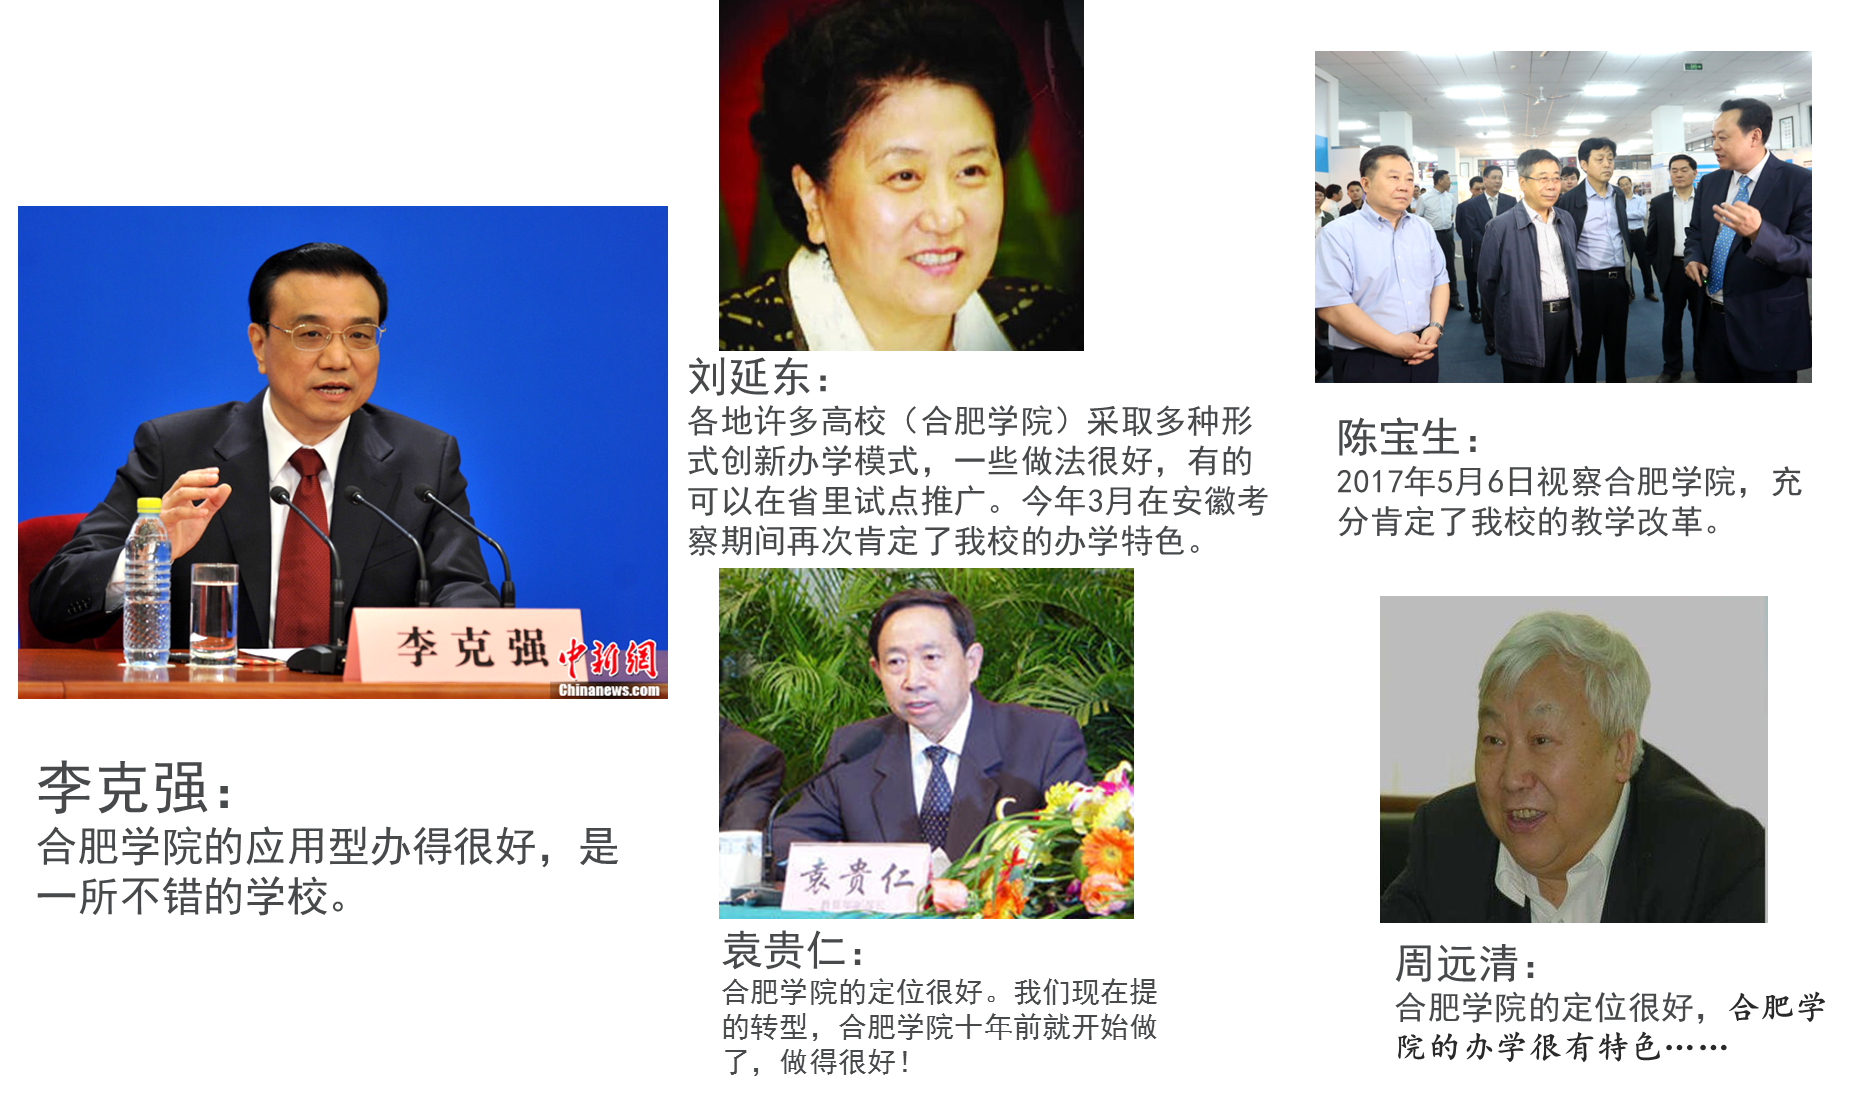 李克强
中新网
Chinanews.com
李克强：
合肥学院的应用型办得很好，是
一所不错的学校。
刘延东：
各地许多高校（合肥学院）采取多种形
式创新办学模式，一些做法很好，有的
可以在省里试点推广。今年3月在安徽考
察期间再次肯定了我校的办学特色。
袁贵仁
袁贵仁：
合肥学院的定位很好。我们现在提
的转型，合肥学院十年前就开始做
了，做得很好！
陈宝生：
2017年5月6日视察合肥学院，充
分肯定了我校的教学改革。
周远清：
合肥学院的定位很好，合肥学
院的办学很有特色……